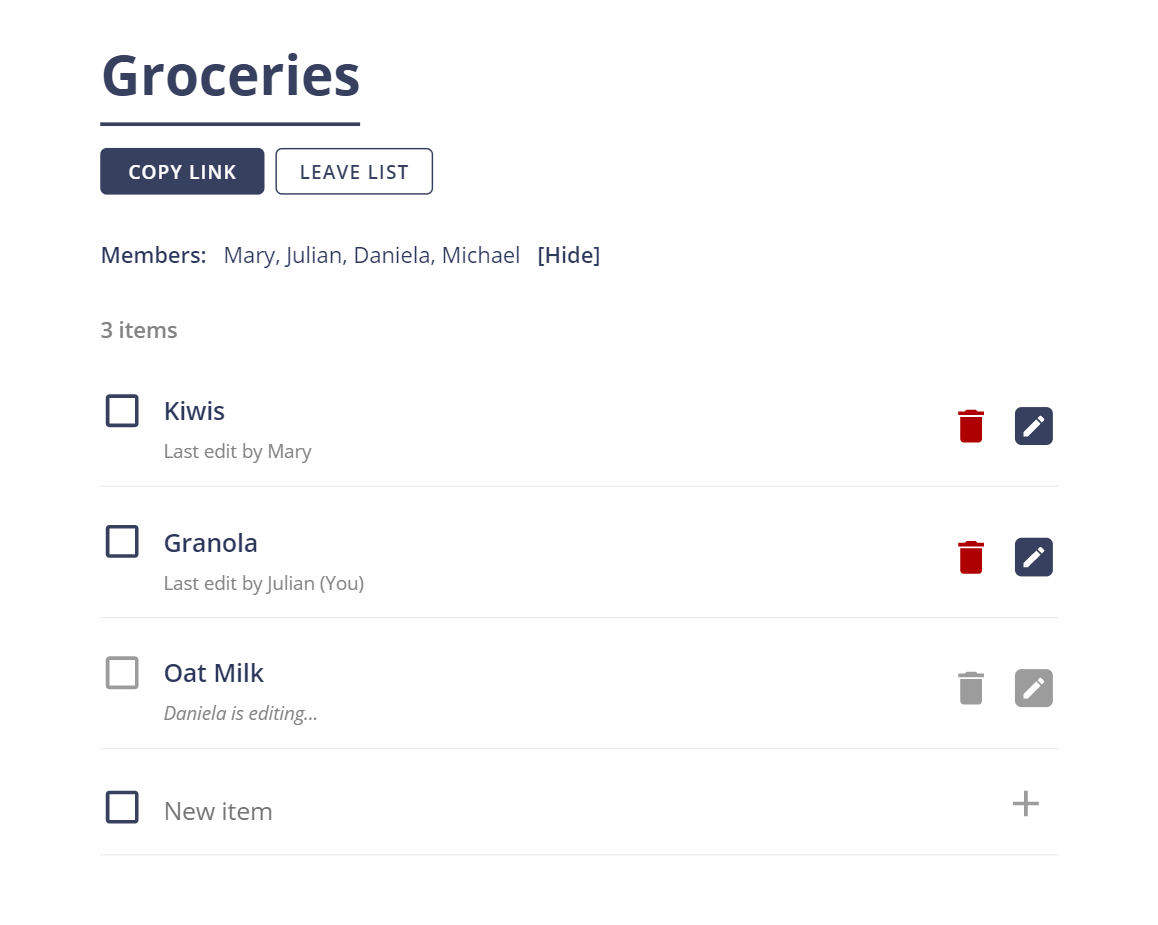 Groceries
COPY LINK LEAVE LIST
Members: Mary, Julian, Daniela, Michael [Hide]
3 items
Kiwis
Last edit by Mary
Granola
Last edit by Julian (You)
Oat Milk
Daniela is editing...
New item